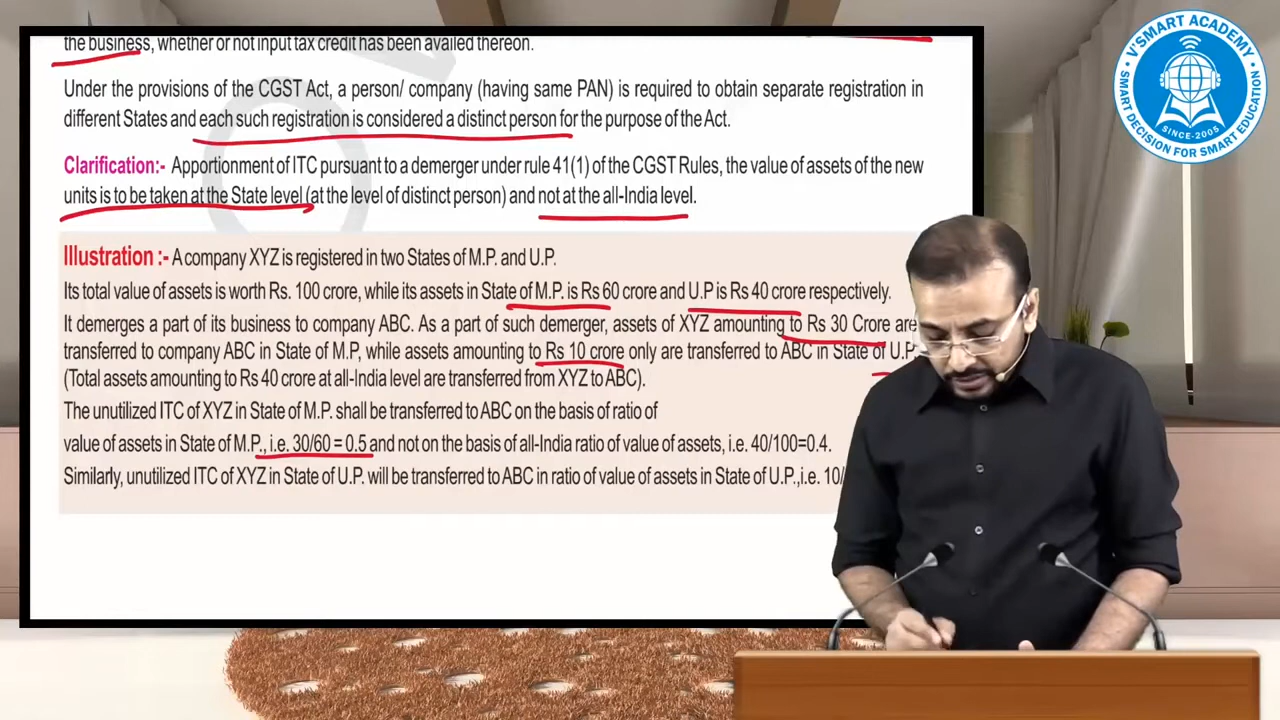 the business, whether or not input tax credit has been availed thereon.
Under the provisions of the CGST Act, a person/ company (having same PAN) is required to obtain separate registration in
different States and each such registration is considered a distinct person for the purpose of the Act.
Clarification:- Apportionment of ITC pursuant to a demerger under rule 41(1) of the CGST Rules, the value of assets of the new
units is to be taken at the State level (at the level of distinct person) and not at the all-India level.
Illustration :- A company XYZ is registered in two States of M.P. and U.P.
Its total value of assets is worth Rs. 100 crore, while its assets in State of M.P. is Rs 60 crore and U.P is Rs 40 crore respectively.
It demerges a part of its business to company ABC. As a part of such demerger, assets of XYZ amounting to Rs 30 Crore are
transferred to company ABC in State of M.P, while assets amounting to Rs 10 crore only are transferred to ABC in State of U.P.
(Total assets amounting to Rs 40 crore at all-India level are transferred from XYZ to ABC).
The unutilized ITC of XYZ in State of M.P. shall be transferred to ABC on the basis of ratio of
value of assets in State of M.P., i.e. 30/60 = 0.5 and not on the basis of all-India ratio of value of assets, i.e. 40/100=0.4.
Similarly, unutilized ITC of XYZ in State of U.P. will be transferred to ABC in ratio of value of assets in State of U.P.,i.e. 10/
V'SMART ACADEMY
SINCE-2005
SMART DECISION FOR SMART EDUCATION